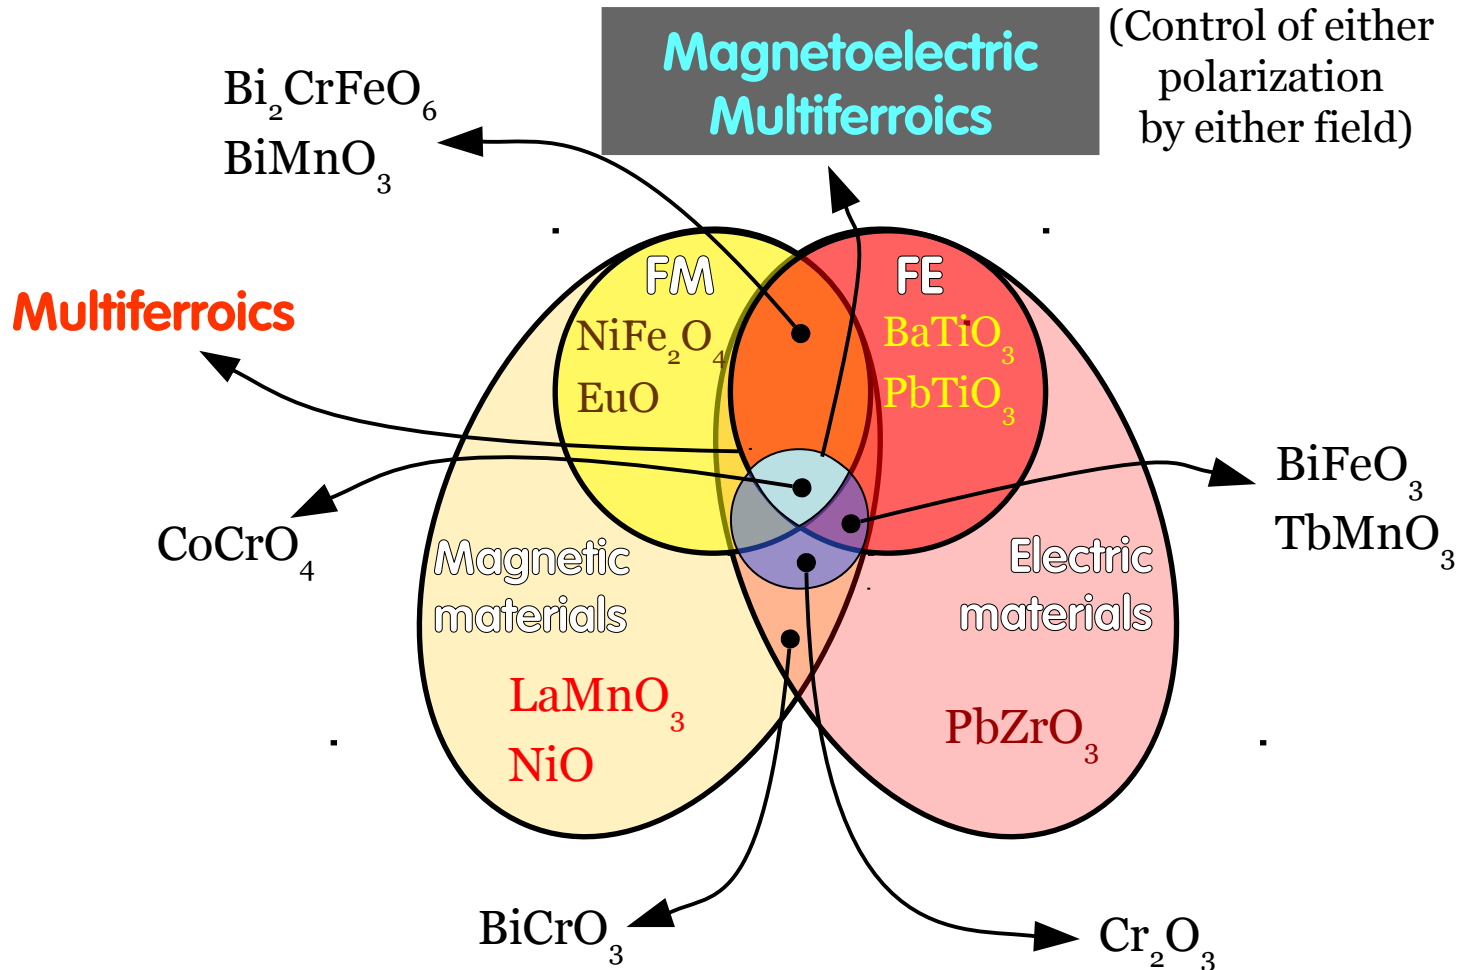 Magnetoelectric
Multiferroics
(Control of either
polarization
by either field)
Bi₂CrFeO₆
BiMnO₃
Multiferroics
FM
NiFe₂O₄
EuO
FE
BaTiO₃
PbTiO₃
BiFeO₃
TbMnO₃
CoCrO₄
Magnetic
materials
Electric
materials
LaMnO₃
NiO
PbZrO₃
BiCrO₃
Cr₂O₃